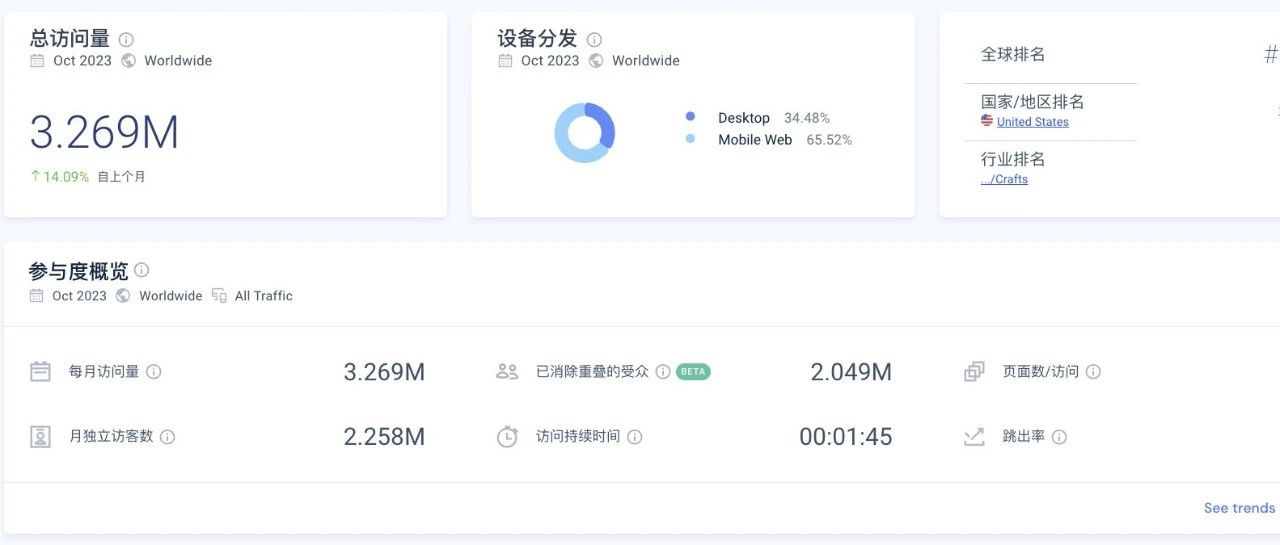 总访问量
Oct 2023 Worldwide
3.269M
↑ 14.09% 自上个月
设备分发
Oct 2023 Worldwide
Desktop 34.48%
Mobile Web 65.52%
全球排名 #
国家/地区排名
United States
行业排名
.../Crafts
参与度概览
Oct 2023 Worldwide All Traffic
每月访问量 3.269M
已消除重叠的受众 BETA 2.049M
页面数/访问
月独立访客数 2.258M
访问持续时间 00:01:45
跳出率
See trends